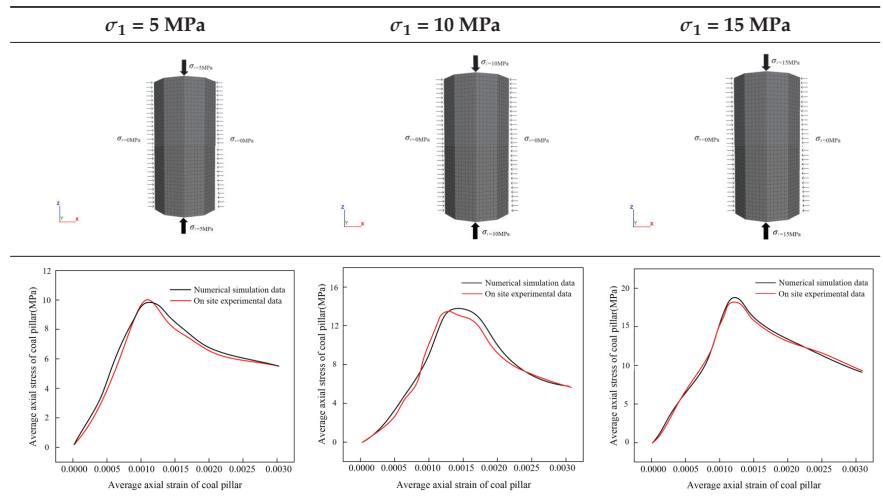 σ1 = 5 MPa
σ1 = 10 MPa
σ1 = 15 MPa
σ1=5MPa
σ3=0MPa
σ3=0MPa
Z
Y
X
σ1=5MPa
σ1=10MPa
σ3=0MPa
σ3=0MPa
Z
Y
X
σ1=10MPa
σ1=15MPa
σ3=0MPa
σ3=0MPa
Z
Y
X
σ1=15MPa
Average axial stress of coal pillar(MPa)
12
10
8
6
4
2
0
Numerical simulation data
On site experimental data
0.0000 0.0005 0.0010 0.0015 0.0020 0.0025 0.0030
Average axial strain of coal pillar
Average axial stress of coal pillar(MPa)
16
12
8
4
0
Numerical simulation data
On site experimental data
0.0000 0.0005 0.0010 0.0015 0.0020 0.0025 0.0030
Average axial strain of coal pillar
Average axial stress of coal pillar(MPa)
20
15
10
5
0
Numerical simulation data
On site experimental data
0.0000 0.0005 0.0010 0.0015 0.0020 0.0025 0.0030
Average axial strain of coal pillar